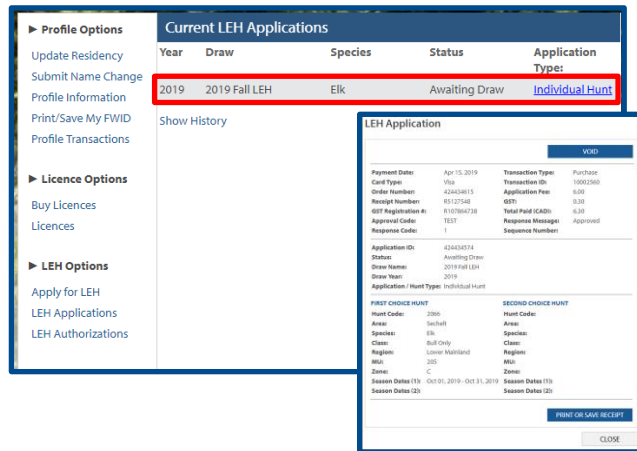 ► Profile Options
Update Residency
Submit Name Change
Profile Information
Print/Save My FWID
Profile Transactions
► Licence Options
Buy Licences
Licences
► LEH Options
Apply for LEH
LEH Applications
LEH Authorizations
Current LEH Applications
Year Draw Species Status Application
Type:
2019 2019 Fall LEH Elk Awaiting Draw Individual Hunt
Show History
LEH Application
VOID
Payment Date: Apr 15, 2019 Transaction Type: Purchase
Card Type: Visa Transaction ID: 10002560
Order Number: 424434615 Application Fee: 6.00
Receipt Number: R5127548 GST: 0.30
GST Registration #: R107864738 Total Paid (CAD): 6.30
Approval Code: TEST Response Message: Approved
Response Code: 1 Sequence Number:
Application ID: 424434574
Status: Awaiting Draw
Draw Name: 2019 Fall LEH
Draw Year: 2019
Application / Hunt Type: Individual Hunt
FIRST CHOICE HUNT SECOND CHOICE HUNT
Hunt Code: 2066 Hunt Code:
Area: Sechelt Area:
Species: Elk Species:
Class: Bull Only Class:
Region: Lower Mainland Region:
MU: 205 MU:
Zone: C Zone:
Season Dates (1): Oct 01, 2019 - Oct 31, 2019 Season Dates (1):
Season Dates (2): Season Dates (2):
PRINT OR SAVE RECEIPT
CLOSE